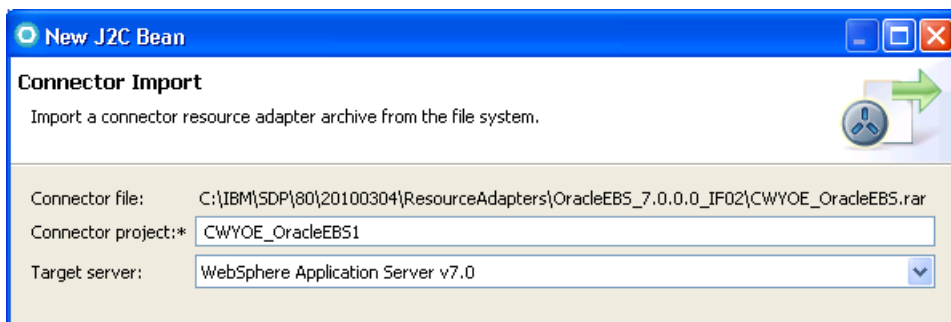 New J2C Bean
Connector Import
Import a connector resource adapter archive from the file system.
Connector file: C:\IBM\SDP\80\20100304\ResourceAdapters\OracleEBS_7.0.0.0_IF02\CWYOE_OracleEBS.rar
Connector project:* CWYOE_OracleEBS1
Target server: WebSphere Application Server v7.0